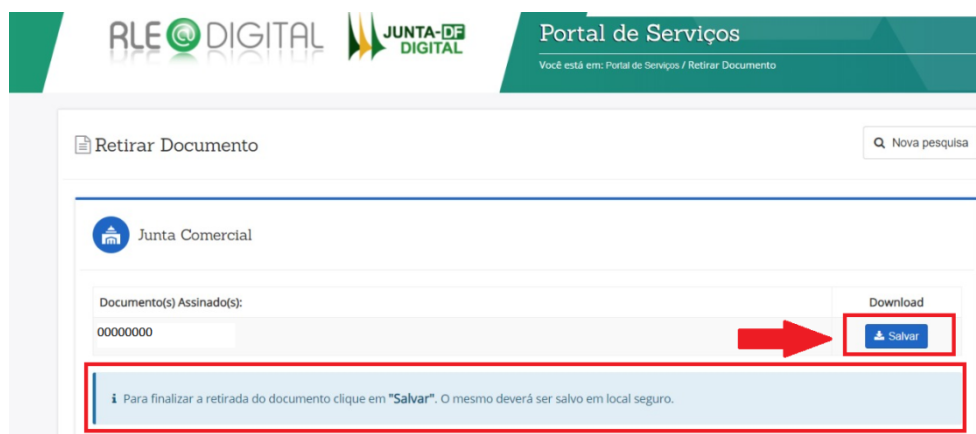 RLE@DIGITAL
JUNTA-DF
DIGITAL
Portal de Serviços
Você está em: Portal de Serviços / Retirar Documento
Retirar Documento
Nova pesquisa
Junta Comercial
Documento(s) Assinado(s):
Download
00000000
Salvar
i Para finalizar a retirada do documento clique em "Salvar". O mesmo deverá ser salvo em local seguro.